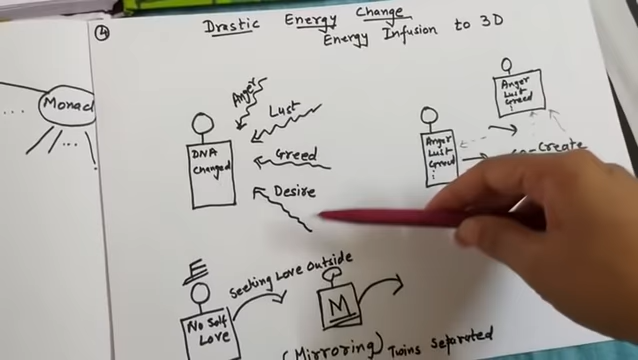 ④
Drastic Energy Change
Energy Infusion to 3D
Monad
...
...
Anger
Lust
Greed
Desire
DNA
Changed
Anger
Lust
Greed
:
Anger
Lust
Greed
:
Co-Create
E
No Self
Love
Seeking Love Outside
M
(Mirroring) Twins Separated